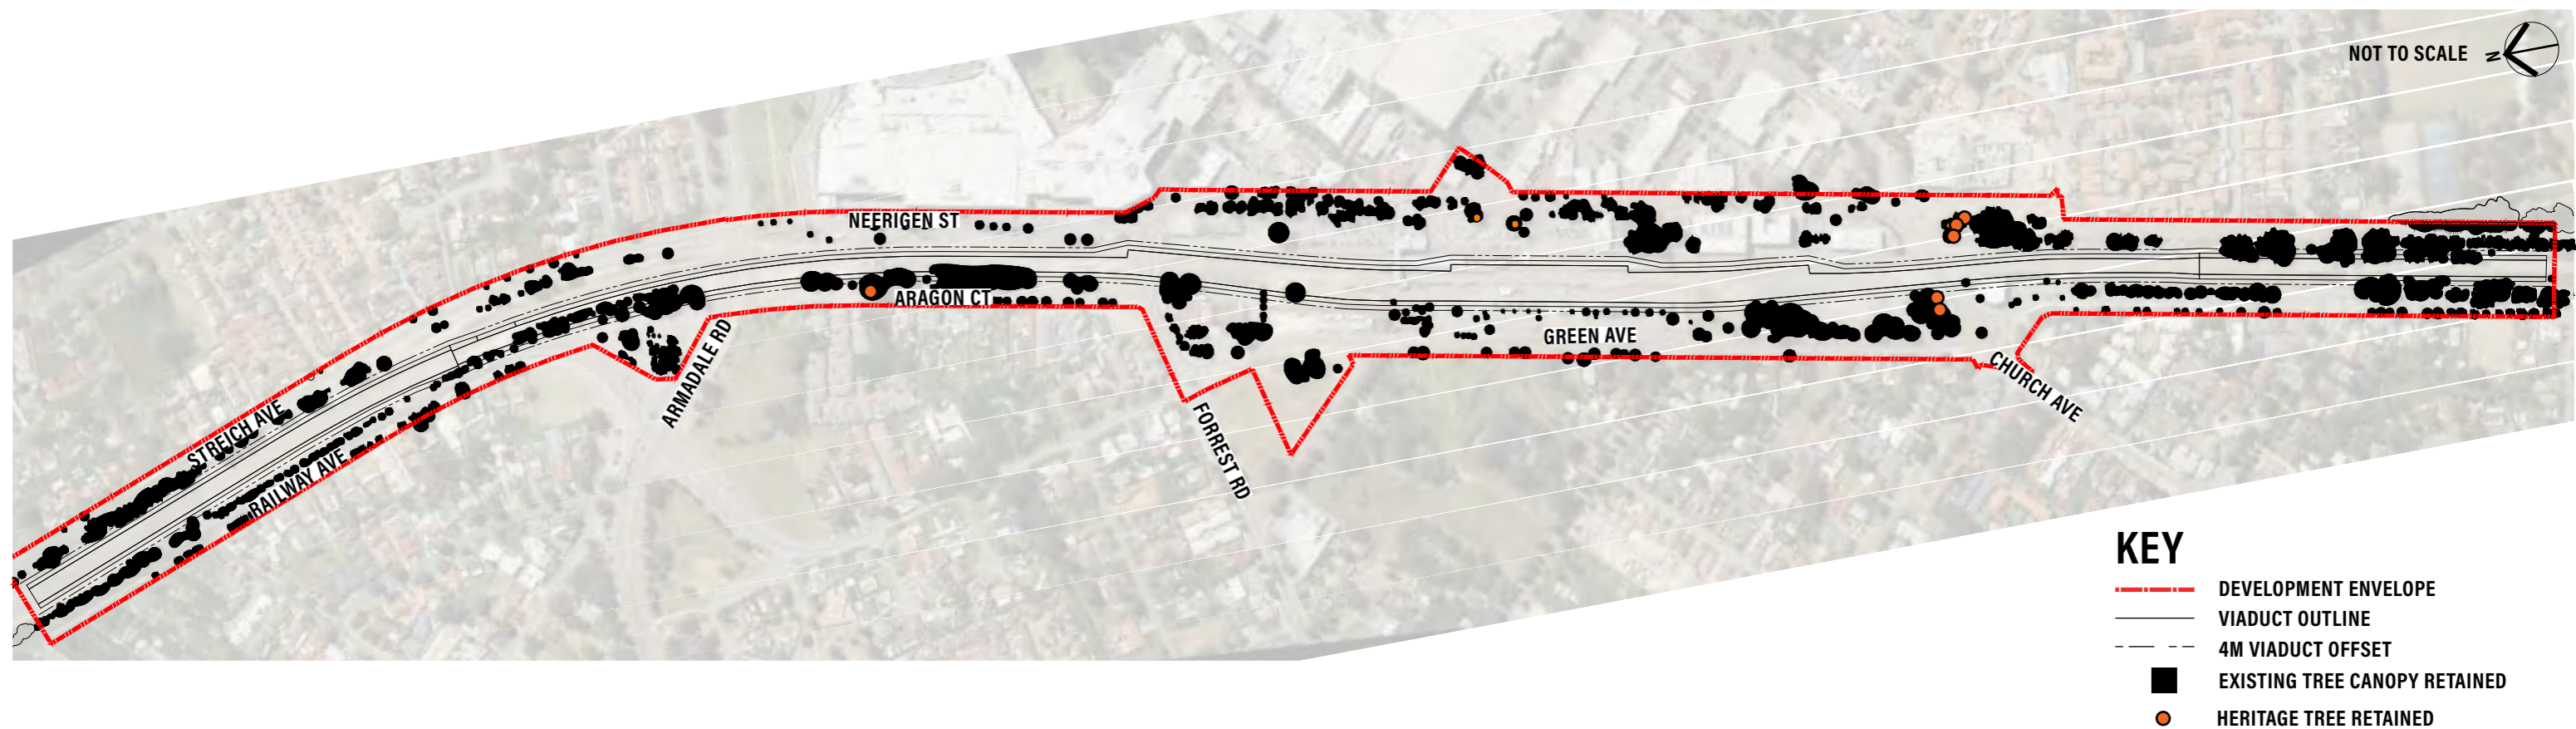 NOT TO SCALE
N
NEERIGEN ST
ARAGON CT
GREEN AVE
ARMADALE RD
CHURCH AVE
STREICH AVE
RAILWAY AVE
FORREST RD
KEY
DEVELOPMENT ENVELOPE
VIADUCT OUTLINE
4M VIADUCT OFFSET
EXISTING TREE CANOPY RETAINED
HERITAGE TREE RETAINED